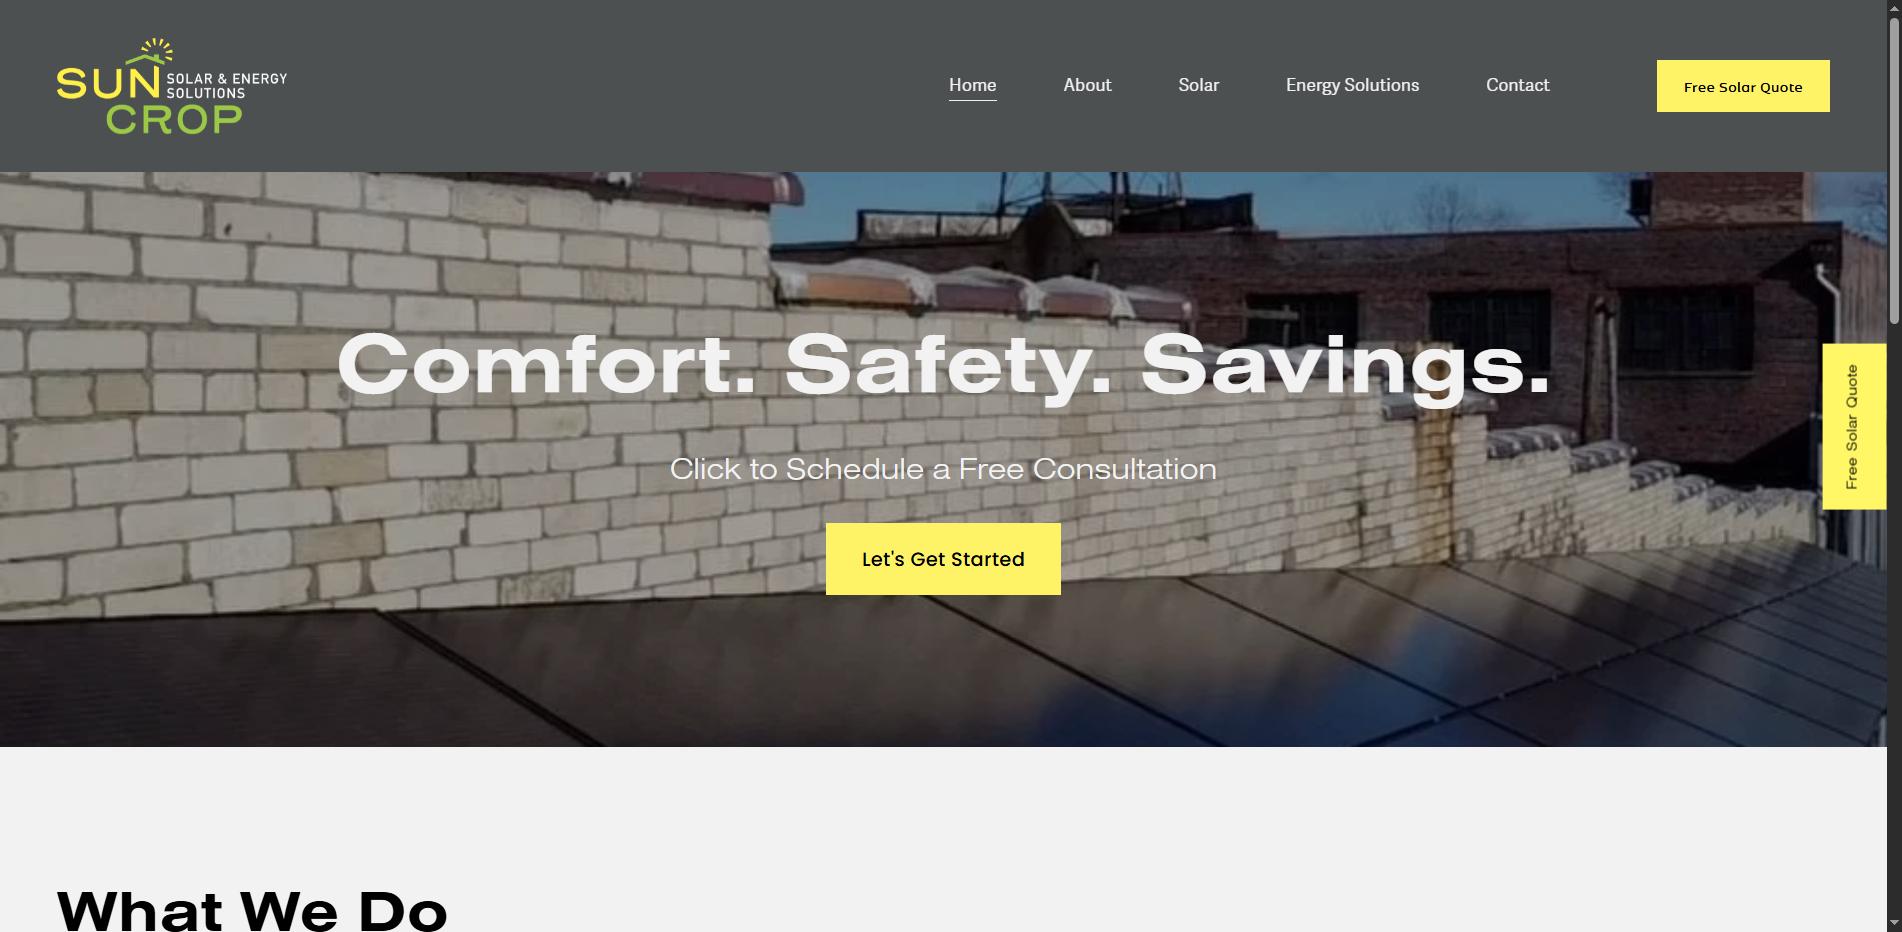 SUN SOLAR & ENERGY
SOLUTIONS
CROP
Home
About
Solar
Energy Solutions
Contact
Free Solar Quote
Comfort. Safety. Savings.
Click to Schedule a Free Consultation
Let's Get Started
Free Solar Quote
What We Do